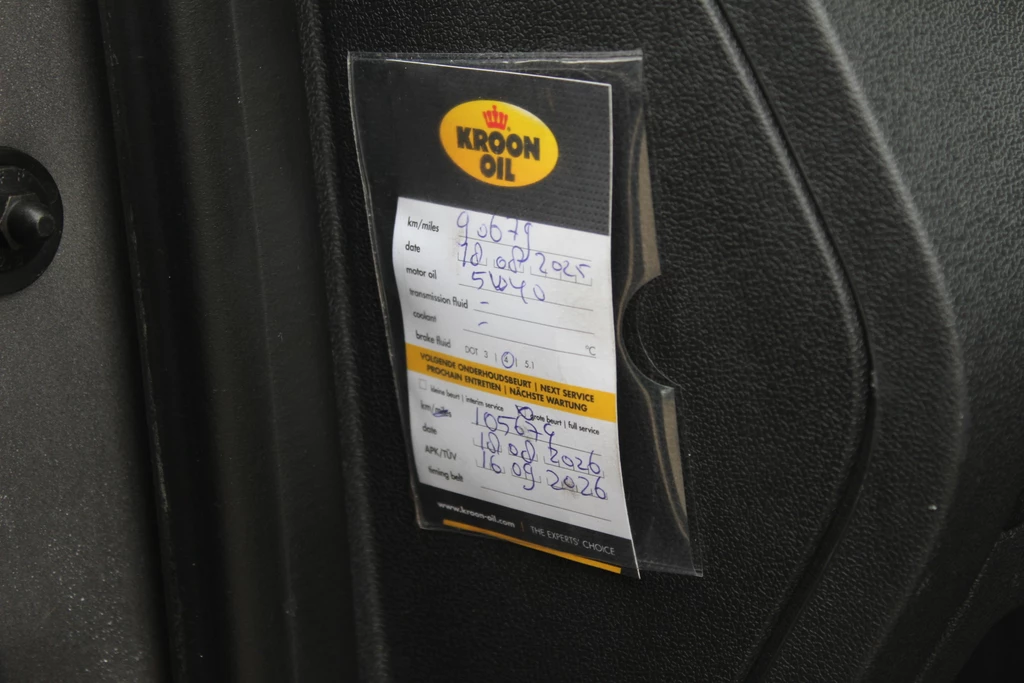 KROON
OIL
km/miles 90679
date 18 08 2025
motor oil 5W40
transmission fluid -
coolant - °C
brake fluid DOT 3 | 4 | 5.1
VOLGENDE ONDERHOUDSBEURT | NEXT SERVICE
PROCHAIN ENTRETIEN | NÄCHSTE WARTUNG
kleine beurt | interim service grote beurt | full service
km/miles 105679
date 18 08 2026
APK/TÜV 16 09 2026
timing belt
www.kroon-oil.com | THE EXPERTS' CHOICE